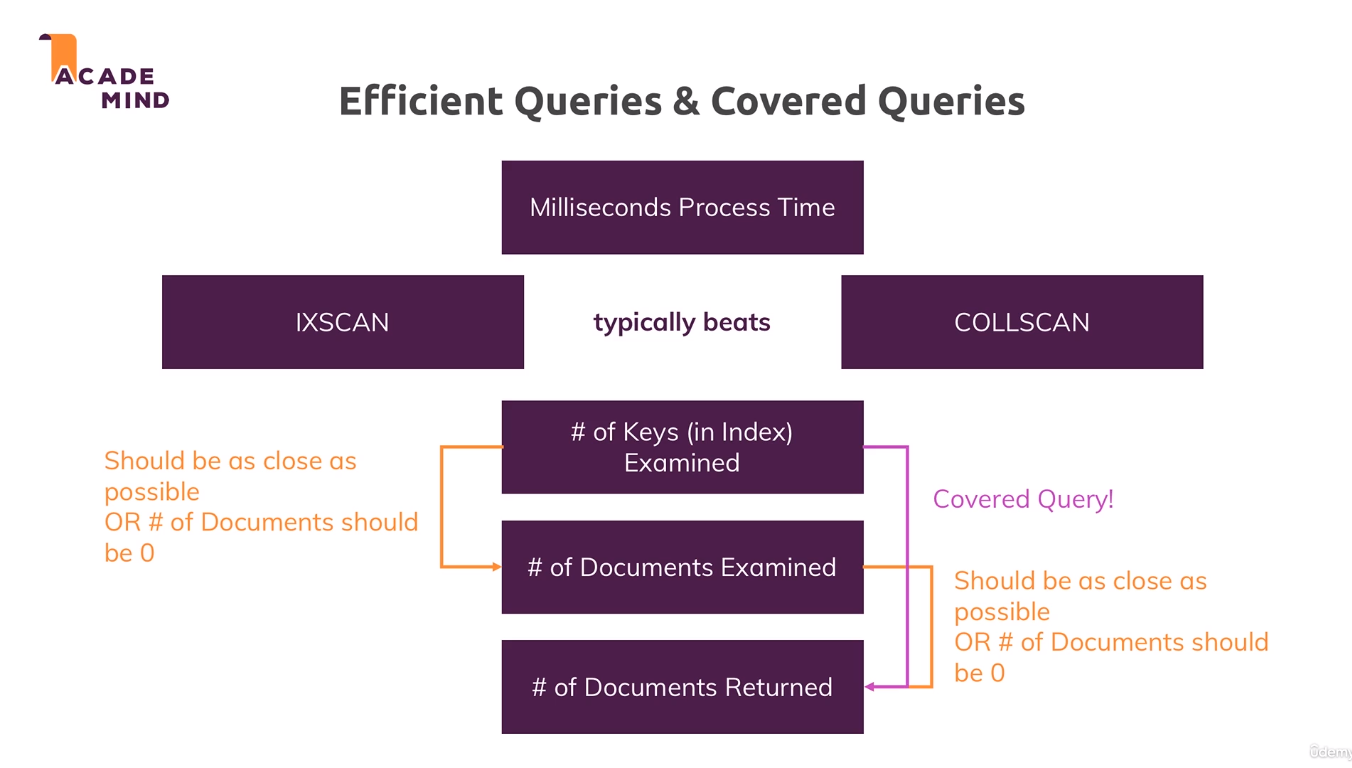 ACADE
MIND
Efficient Queries & Covered Queries
Milliseconds Process Time
IXSCAN
typically beats
COLLSCAN
# of Keys (in Index)
Examined
Should be as close as
possible
OR # of Documents should
be 0
Covered Query!
# of Documents Examined
Should be as close as
possible
OR # of Documents should
be 0
# of Documents Returned
ûdemy